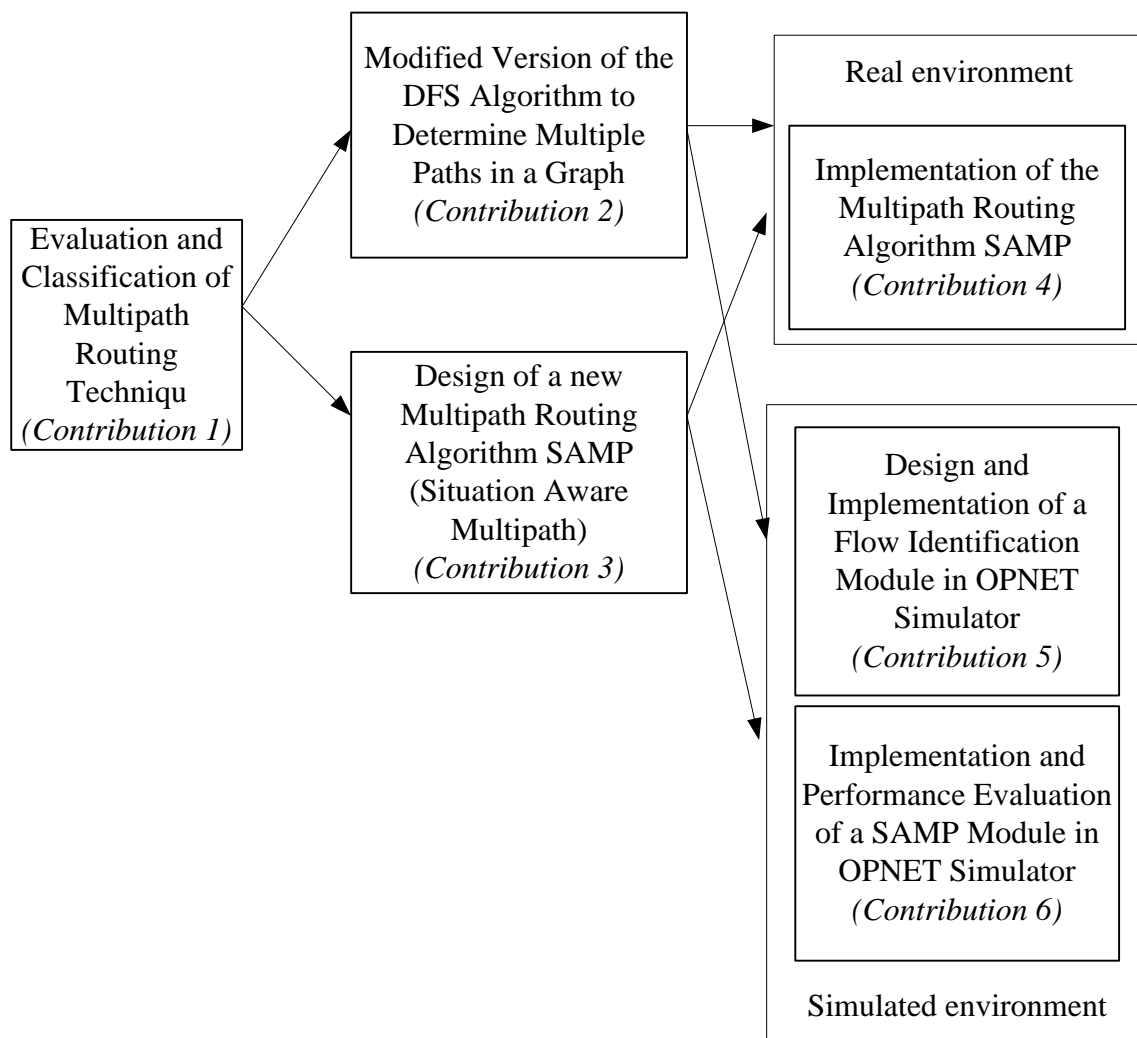 Evaluation and
Classification of
Multipath
Routing
Techniqu
(Contribution 1)
Modified Version of the
DFS Algorithm to
Determine Multiple
Paths in a Graph
(Contribution 2)
Design of a new
Multipath Routing
Algorithm SAMP
(Situation Aware
Multipath)
(Contribution 3)
Real environment
Implementation of the
Multipath Routing
Algorithm SAMP
(Contribution 4)
Design and
Implementation of a
Flow Identification
Module in OPNET
Simulator
(Contribution 5)
Implementation and
Performance Evaluation
of a SAMP Module in
OPNET Simulator
(Contribution 6)
Simulated environment